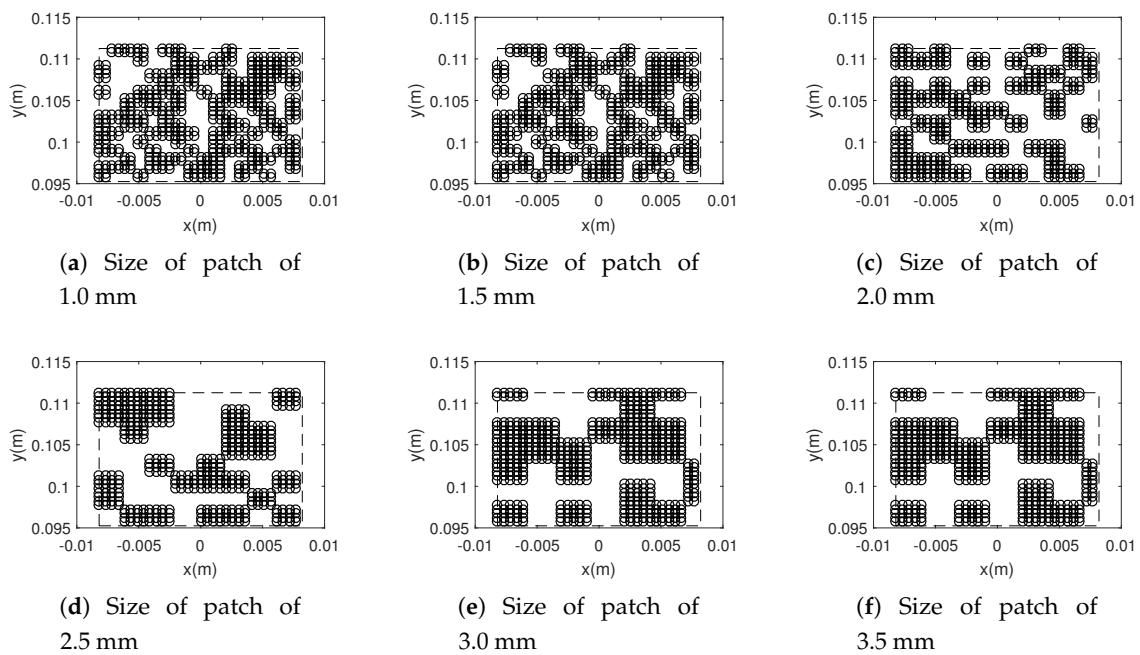 0.115
0.11
0.105
0.1
0.095
y(m)
-0.01 -0.005 0 0.005 0.01
x(m)
(a) Size of patch of
1.0 mm
0.115
0.11
0.105
0.1
0.095
y(m)
-0.01 -0.005 0 0.005 0.01
x(m)
(b) Size of patch of
1.5 mm
0.115
0.11
0.105
0.1
0.095
y(m)
-0.01 -0.005 0 0.005 0.01
x(m)
(c) Size of patch of
2.0 mm
0.115
0.11
0.105
0.1
0.095
y(m)
-0.01 -0.005 0 0.005 0.01
x(m)
(d) Size of patch of
2.5 mm
0.115
0.11
0.105
0.1
0.095
y(m)
-0.01 -0.005 0 0.005 0.01
x(m)
(e) Size of patch of
3.0 mm
0.115
0.11
0.105
0.1
0.095
y(m)
-0.01 -0.005 0 0.005 0.01
x(m)
(f) Size of patch of
3.5 mm